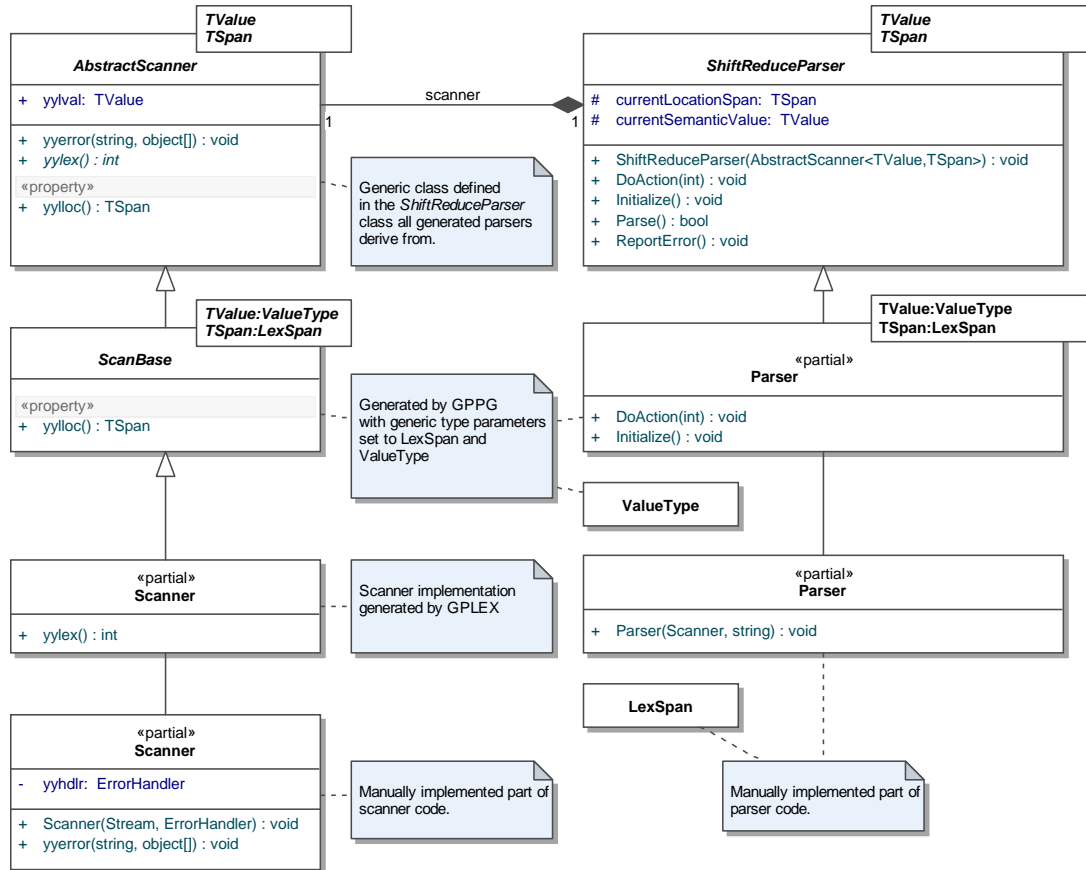 TValue
TSpan
AbstractScanner
+ yylval: TValue
+ yyerror(string, object[]) : void
+ yylex() : int
«property»
+ yylloc() : TSpan
scanner
1
1
TValue
TSpan
ShiftReduceParser
# currentLocationSpan: TSpan
# currentSemanticValue: TValue
+ ShiftReduceParser(AbstractScanner<TValue,TSpan>) : void
+ DoAction(int) : void
+ Initialize() : void
+ Parse() : bool
+ ReportError() : void
Generic class defined
in the ShiftReduceParser
class all generated parsers
derive from.
TValue:ValueType
TSpan:LexSpan
ScanBase
«property»
+ yylloc() : TSpan
Generated by GPPG
with generic type parameters
set to LexSpan and
ValueType
TValue:ValueType
TSpan:LexSpan
«partial»
Parser
+ DoAction(int) : void
+ Initialize() : void
ValueType
«partial»
Scanner
+ yylex() : int
Scanner implementation
generated by GPLEX
«partial»
Parser
+ Parser(Scanner, string) : void
LexSpan
«partial»
Scanner
- yyhdlr: ErrorHandler
+ Scanner(Stream, ErrorHandler) : void
+ yyerror(string, object[]) : void
Manually implemented part of
scanner code.
Manually implemented part of
parser code.